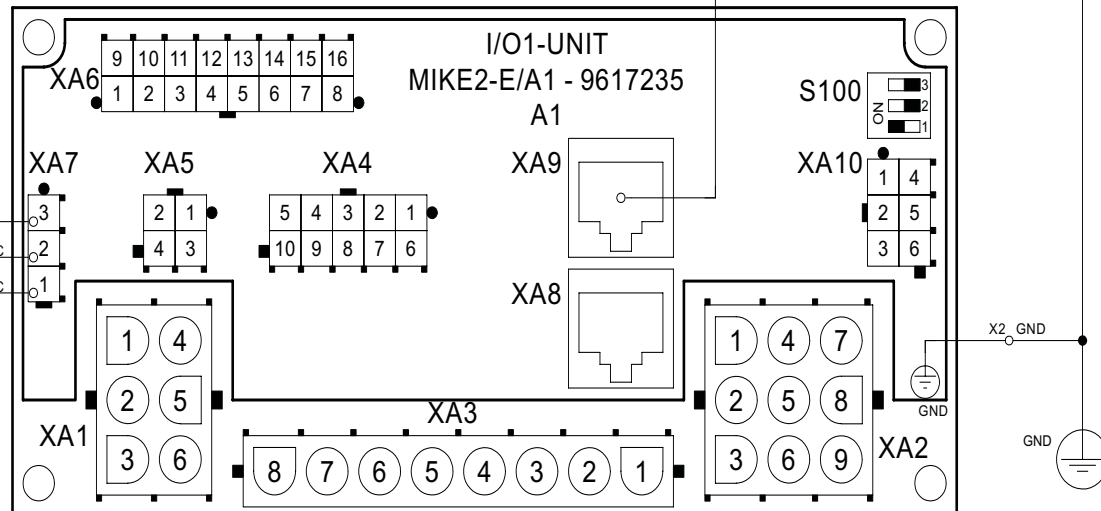 I/O1-UNIT
MIKE2-E/A1 - 9617235
A1
XA6
9 10 11 12 13 14 15 16
1 2 3 4 5 6 7 8
S100
ON
3
2
1
XA7
3
2
1
C
C
XA5
2 1
4 3
XA4
5 4 3 2 1
10 9 8 7 6
XA9
XA10
1 4
2 5
3 6
XA8
XA1
1 4
2 5
3 6
XA3
8 7 6 5 4 3 2 1
XA2
1 4 7
2 5 8
3 6 9
GND
X2 GND
GND